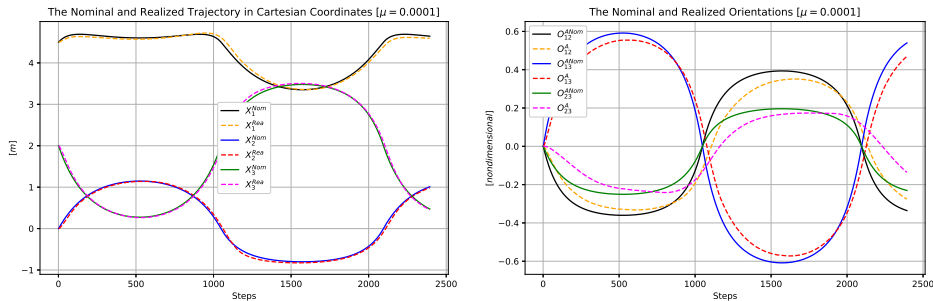 The Nominal and Realized Trajectory in Cartesian Coordinates [μ = 0.0001]
4
3
2
1
0
−1
[m]
X_1^{Nom}
X_1^{Rea}
X_2^{Nom}
X_2^{Rea}
X_3^{Nom}
X_3^{Rea}
0 500 1000 1500 2000 2500
Steps
The Nominal and Realized Orientations [μ = 0.0001]
0.6
0.4
0.2
0.0
−0.2
−0.4
−0.6
[nondimensional]
O_{12}^{ANom}
O_{12}^{A}
O_{13}^{ANom}
O_{13}^{A}
O_{23}^{ANom}
O_{23}^{A}
0 500 1000 1500 2000 2500
Steps